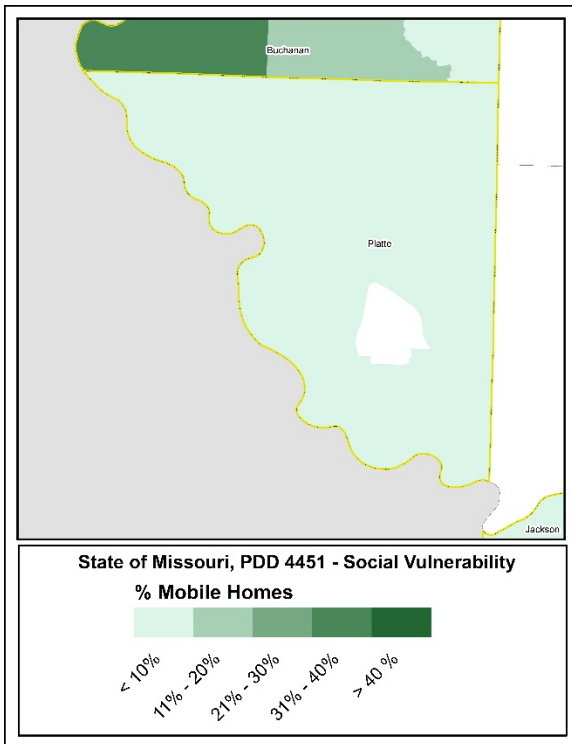 Buchanan
Platte
Jackson
State of Missouri, PDD 4451 - Social Vulnerability
% Mobile Homes
< 10%
11% - 20%
21% - 30%
31% - 40%
> 40 %